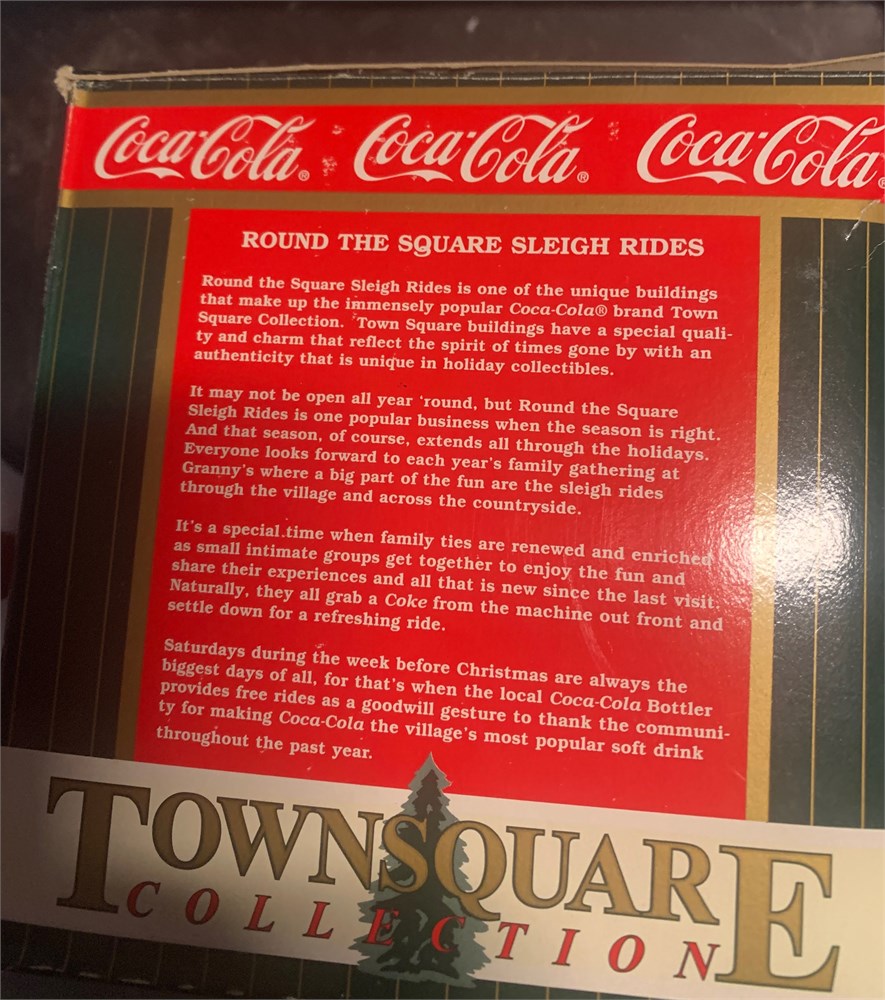 Coca-Cola® Coca-Cola® Coca-Cola®
ROUND THE SQUARE SLEIGH RIDES
Round the Square Sleigh Rides is one of the unique buildings
that make up the immensely popular Coca-Cola® brand Town
Square Collection. Town Square buildings have a special quali-
ty and charm that reflect the spirit of times gone by with an
authenticity that is unique in holiday collectibles.
It may not be open all year 'round, but Round the Square
Sleigh Rides is one popular business when the season is right.
And that season, of course, extends all through the holidays.
Everyone looks forward to each year's family gathering at
Granny's where a big part of the fun are the sleigh rides
through the village and across the countryside.
It's a special time when family ties are renewed and enriched
as small intimate groups get together to enjoy the fun and
share their experiences and all that is new since the last visit.
Naturally, they all grab a Coke from the machine out front and
settle down for a refreshing ride.
Saturdays during the week before Christmas are always the
biggest days of all, for that's when the local Coca-Cola Bottler
provides free rides as a goodwill gesture to thank the communi-
ty for making Coca-Cola the village's most popular soft drink
throughout the past year.
TOWN SQUARE
COLLECTION